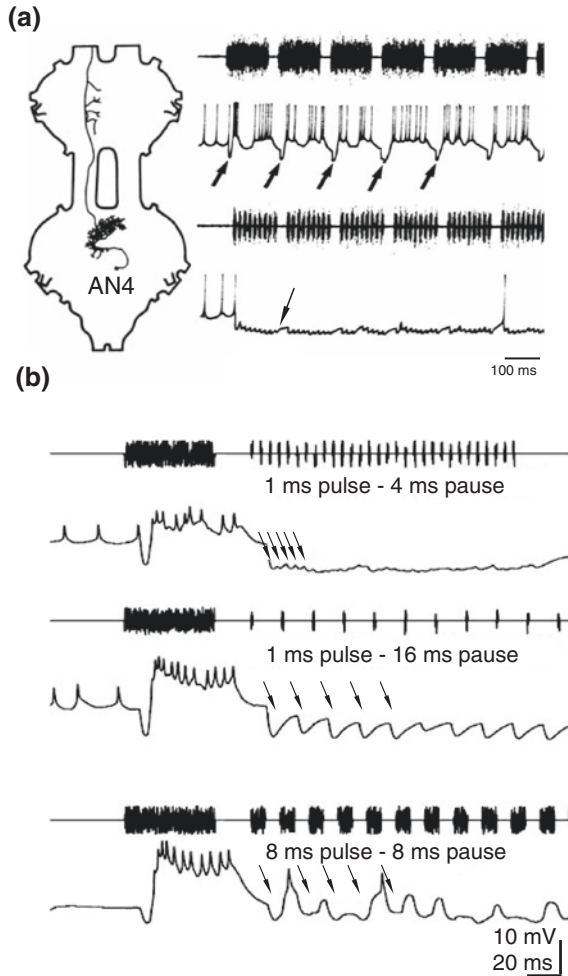 (a)
AN4
100 ms
(b)
1 ms pulse - 4 ms pause
1 ms pulse - 16 ms pause
8 ms pulse - 8 ms pause
10 mV
20 ms